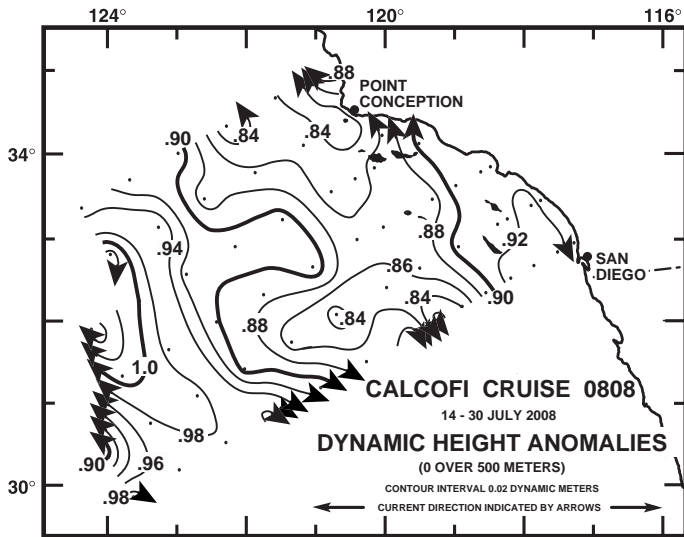 124°
120°
116°
.88
POINT
CONCEPTION
.90
.84
.84
34°
.88
.92
.94
.86
SAN
DIEGO
.90
.84
.88
.84
1.0
CALCOFI CRUISE 0808
14 - 30 JULY 2008
.98
DYNAMIC HEIGHT ANOMALIES
.90
.96
(0 OVER 500 METERS)
30°
CONTOUR INTERVAL 0.02 DYNAMIC METERS
.98
CURRENT DIRECTION INDICATED BY ARROWS